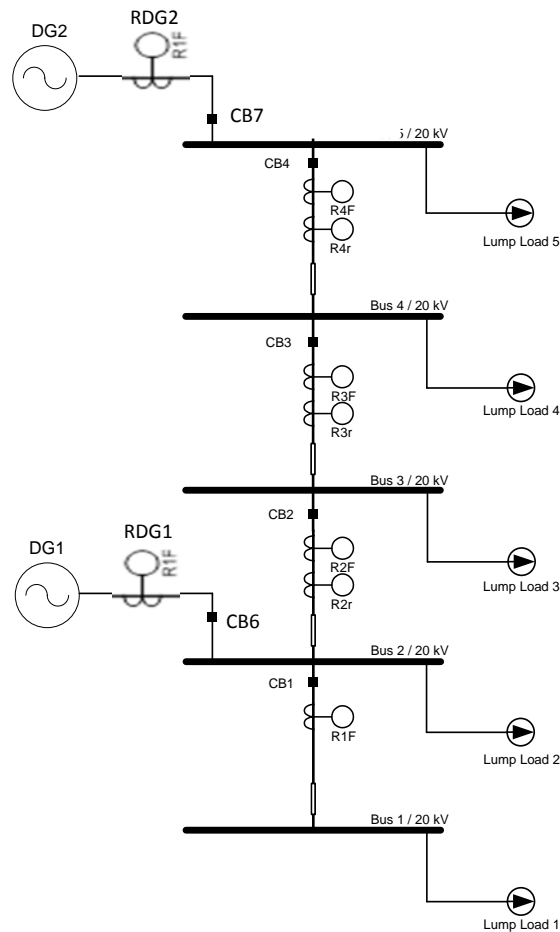 RDG2
DG2
R1F
CB7
5 / 20 kV
CB4
R4F
R4r
Lump Load 5
Bus 4 / 20 kV
CB3
R3F
R3r
Lump Load 4
Bus 3 / 20 kV
CB2
RDG1
R1F
DG1
R2F
R2r
Lump Load 3
CB6
Bus 2 / 20 kV
CB1
R1F
Lump Load 2
Bus 1 / 20 kV
Lump Load 1